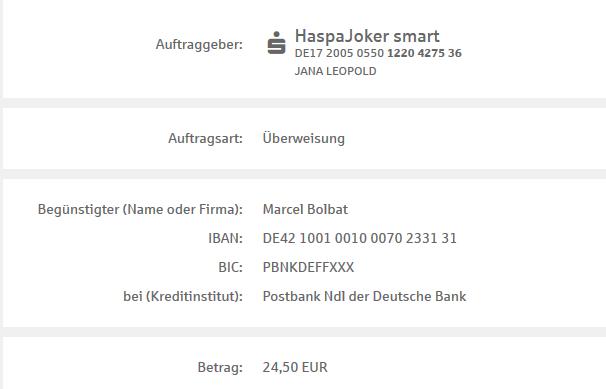 Auftraggeber: HaspaJoker smart
DE17 2005 0550 1220 4275 36
JANA LEOPOLD
Auftragsart: Überweisung
Begünstigter (Name oder Firma): Marcel Bolbat
IBAN: DE42 1001 0010 0070 2331 31
BIC: PBNKDEFFXXX
bei (Kreditinstitut): Postbank Ndl der Deutsche Bank
Betrag: 24,50 EUR